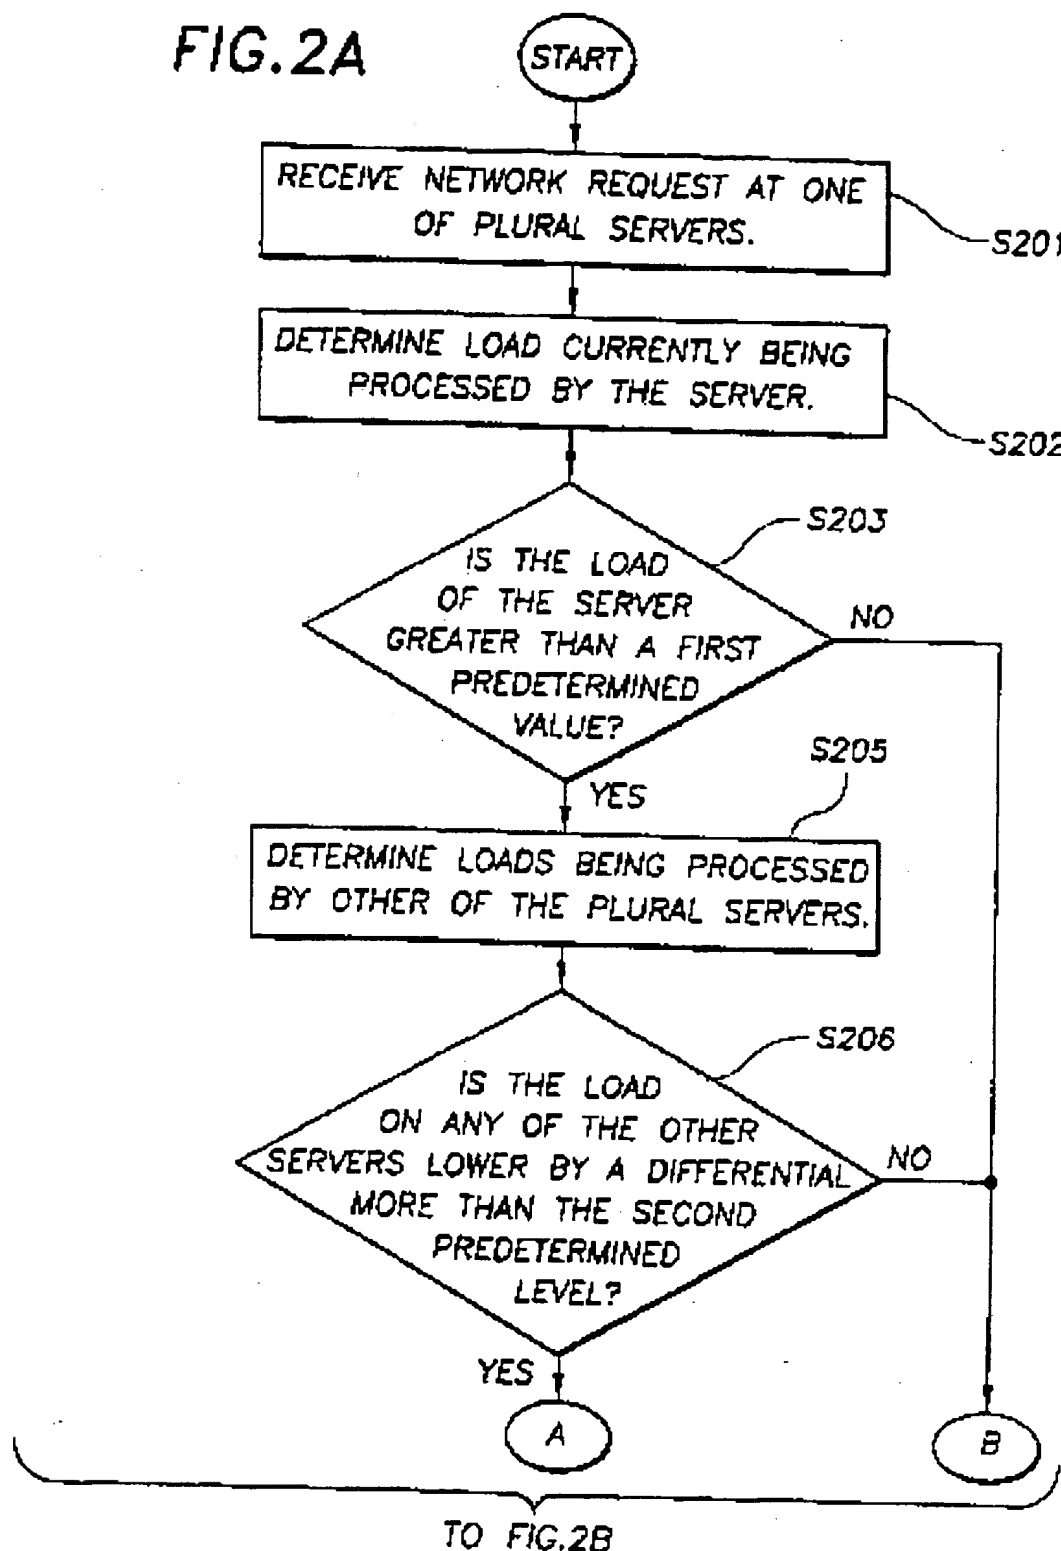 FIG.2A
START
RECEIVE NETWORK REQUEST AT ONE
OF PLURAL SERVERS.
S201
DETERMINE LOAD CURRENTLY BEING
PROCESSED BY THE SERVER.
S202
S203
IS THE LOAD
OF THE SERVER
GREATER THAN A FIRST
PREDETERMINED
VALUE?
NO
YES
S205
DETERMINE LOADS BEING PROCESSED
BY OTHER OF THE PLURAL SERVERS.
S206
IS THE LOAD
ON ANY OF THE OTHER
SERVERS LOWER BY A DIFFERENTIAL
MORE THAN THE SECOND
PREDETERMINED
LEVEL?
NO
YES
A
B
TO FIG.2B